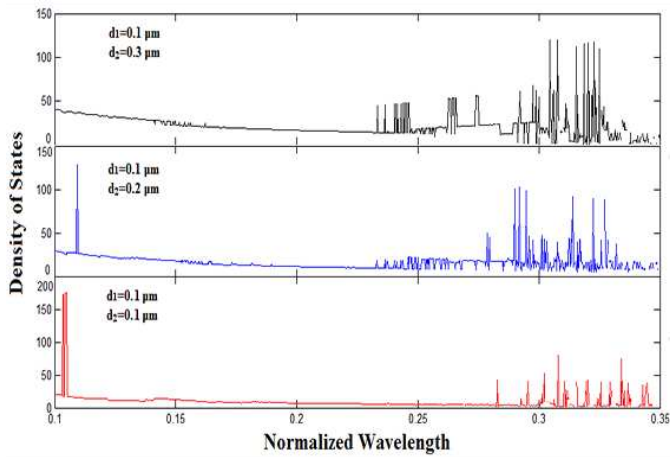 150
d1=0.1 μm
d2=0.3 μm
100
50
0
150
d1=0.1 μm
d2=0.2 μm
100
50
0
200
d1=0.1 μm
d2=0.1 μm
150
100
50
0
0.1 0.15 0.2 0.25 0.3 0.35
Density of States
Normalized Wavelength